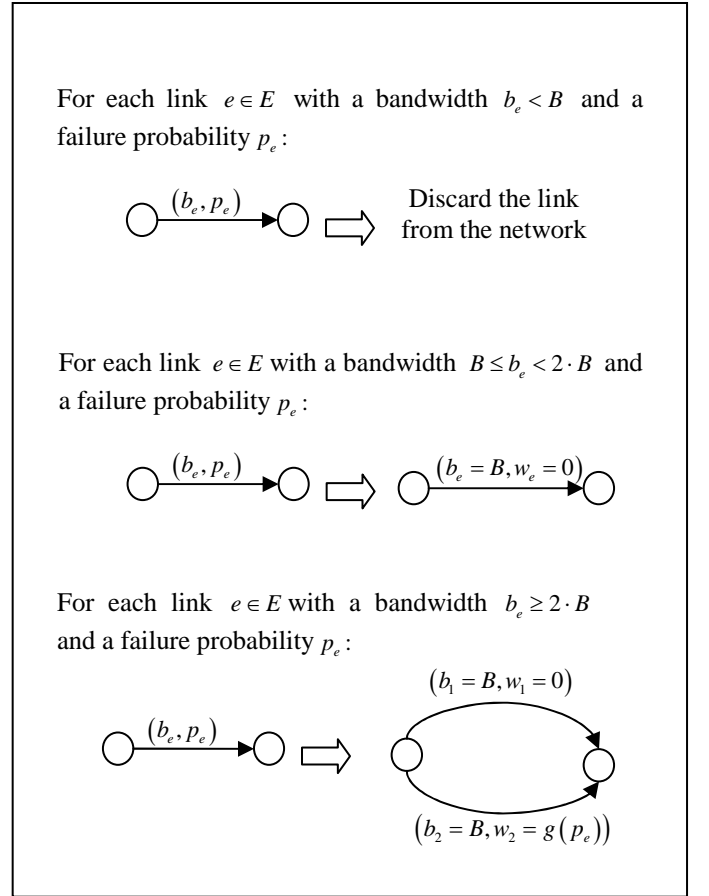 For each link e ∈ E with a bandwidth b_e < B and a
failure probability p_e :
(b_e, p_e)
Discard the link
from the network
For each link e ∈ E with a bandwidth B ≤ b_e < 2 · B and
a failure probability p_e :
(b_e, p_e)
(b_e = B, w_e = 0)
For each link e ∈ E with a bandwidth b_e ≥ 2 · B
and a failure probability p_e :
(b_1 = B, w_1 = 0)
(b_e, p_e)
(b_2 = B, w_2 = g(p_e))